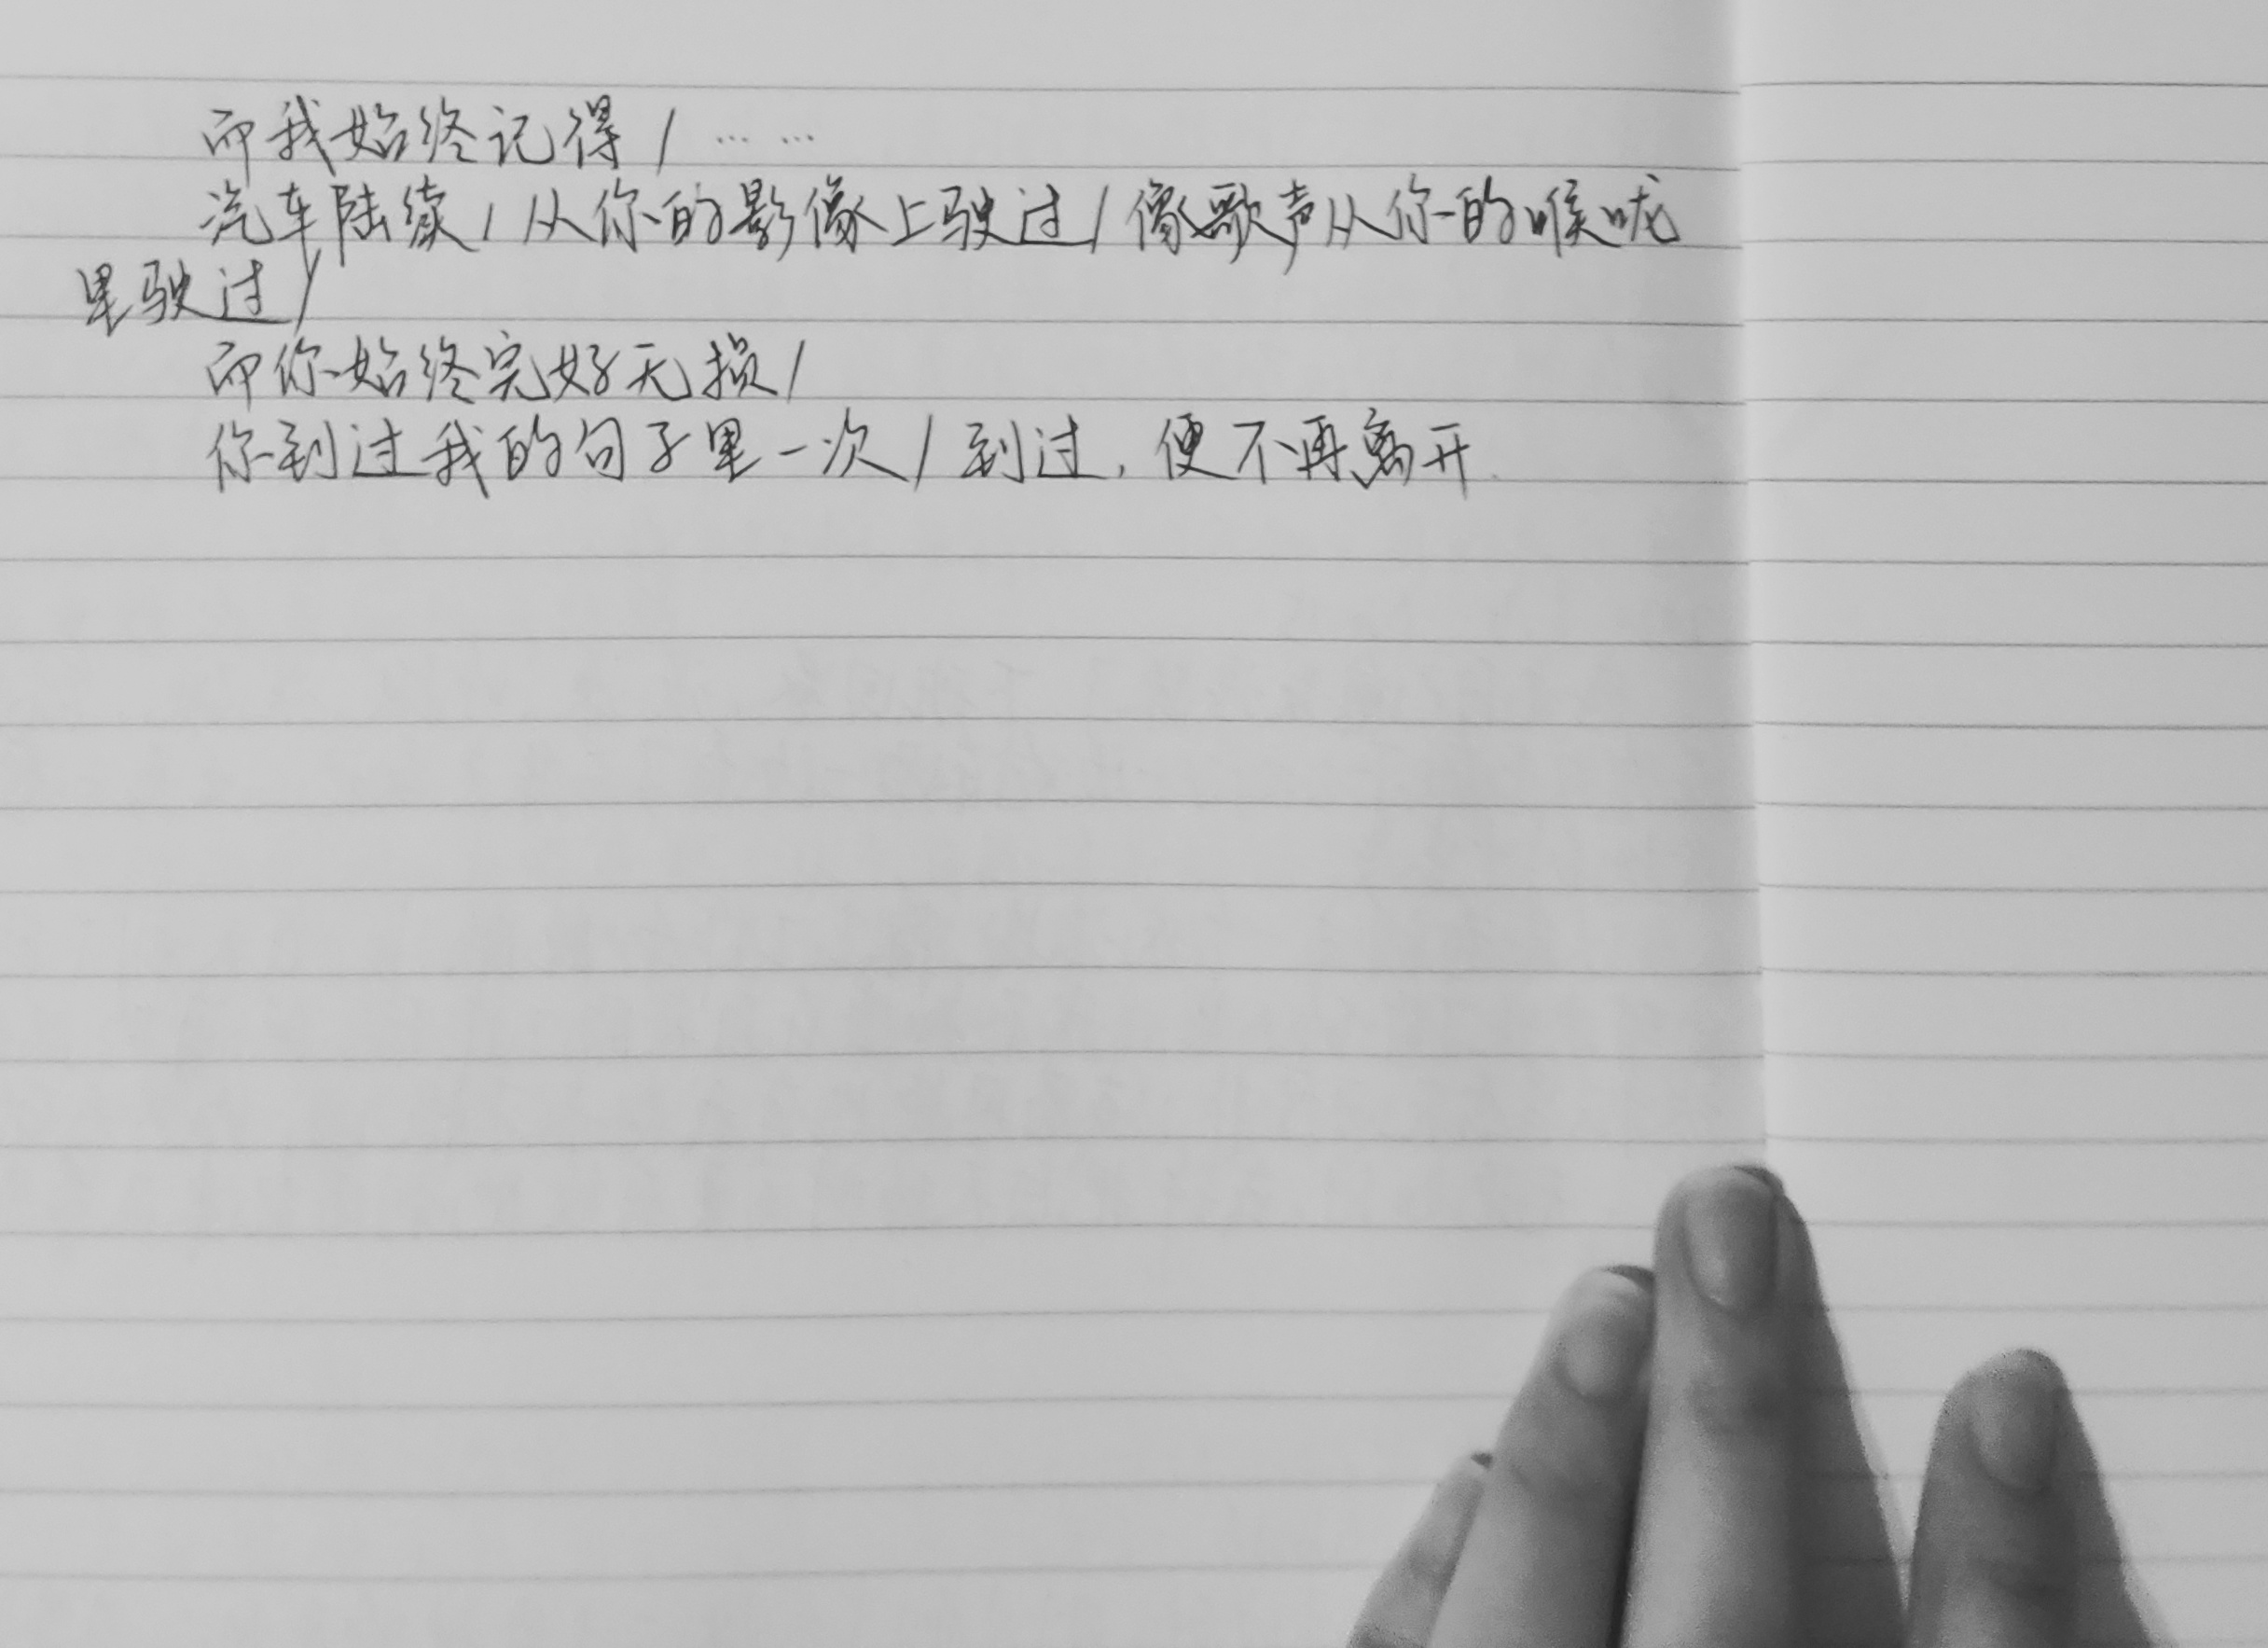 而我始终记得/……
汽车陆续/从你的影像上驶过/像歌声从你的喉咙
里驶过/
而你始终完好无损/
你到过我的句子里一次/到过,便不再离开.